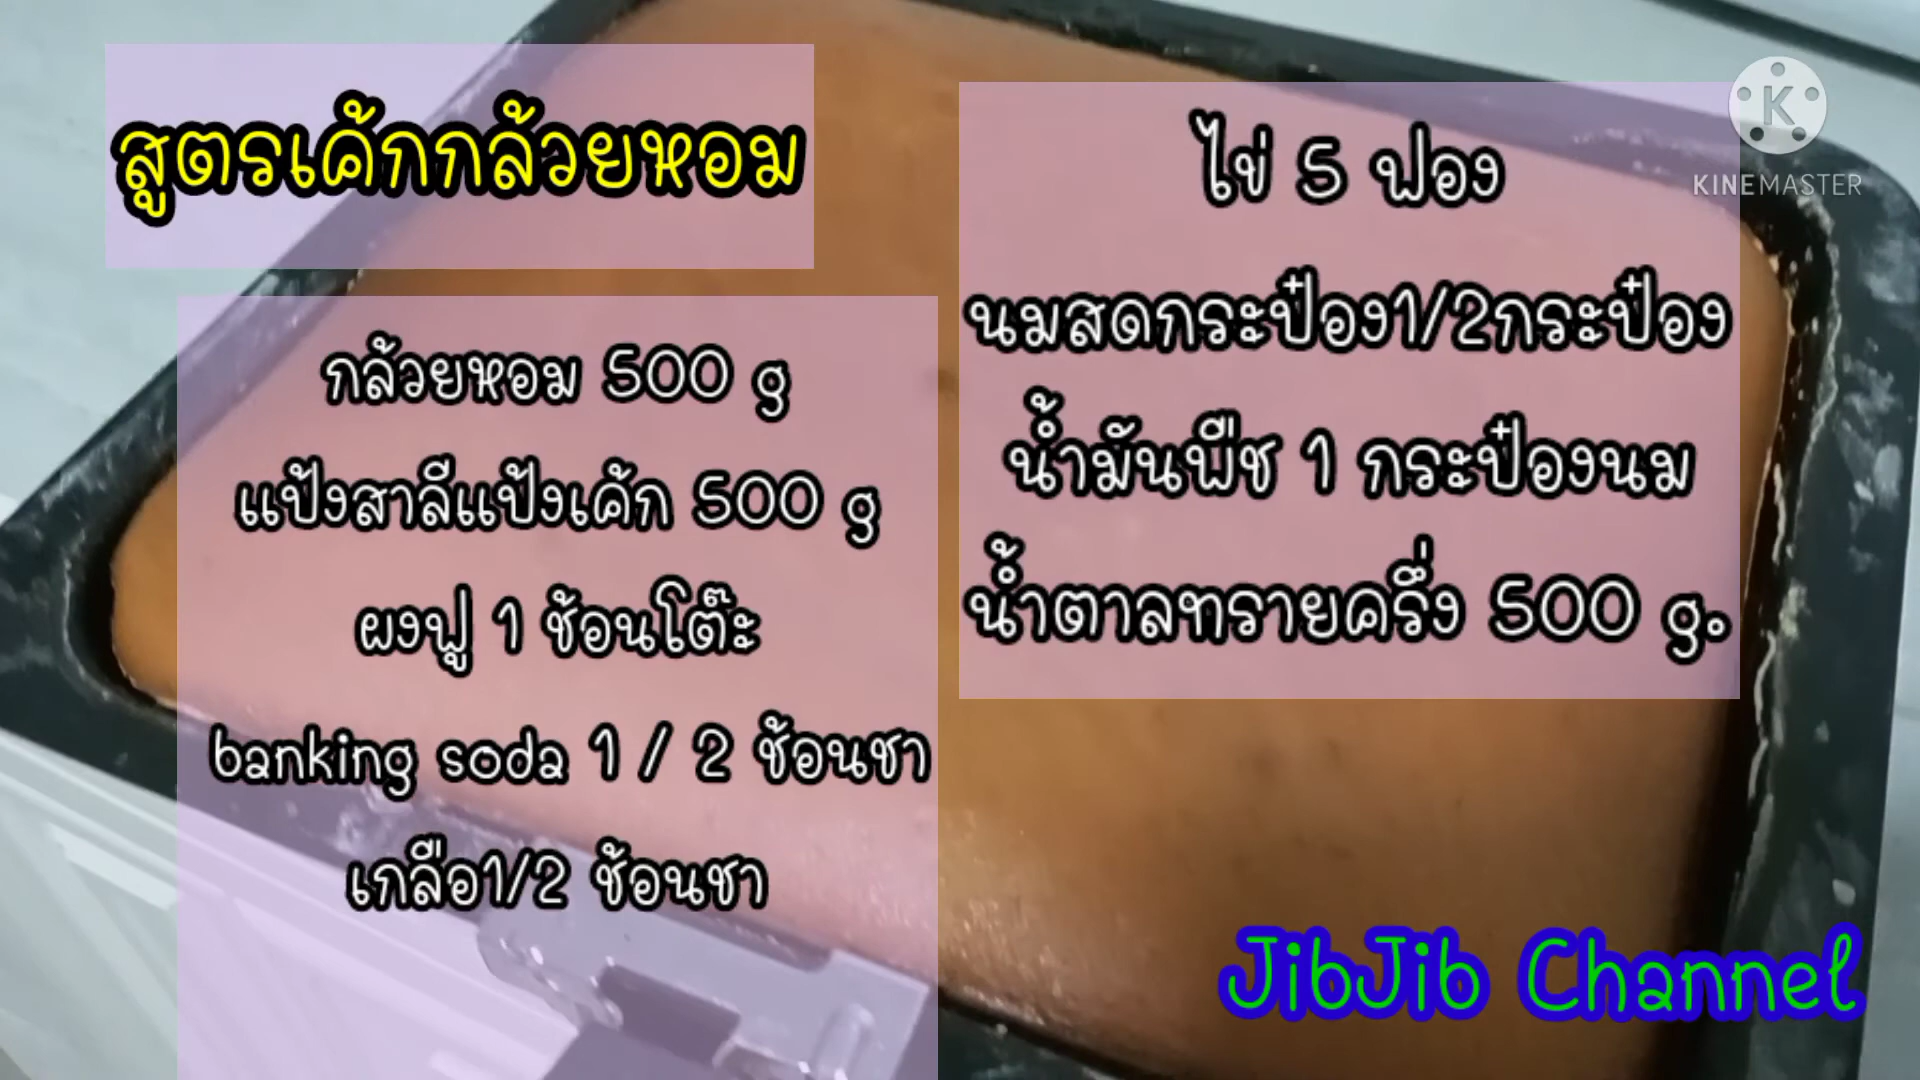 สูตรเค้กกล้วยหอม
กล้วยหอม 500 g
แป้งสาลีแป้งเค้ก 500 g
ผงฟู 1 ช้อนโต๊ะ
banking soda 1 / 2 ช้อนชา
เกลือ1/2 ช้อนชา
ไข่ 5 ฟอง
นมสดกระป๋อง1/2กระป๋อง
น้ำมันพืช 1 กระป๋องนม
น้ำตาลทรายครึ่ง 500 g.
K
KINEMASTER
JibJib Channel